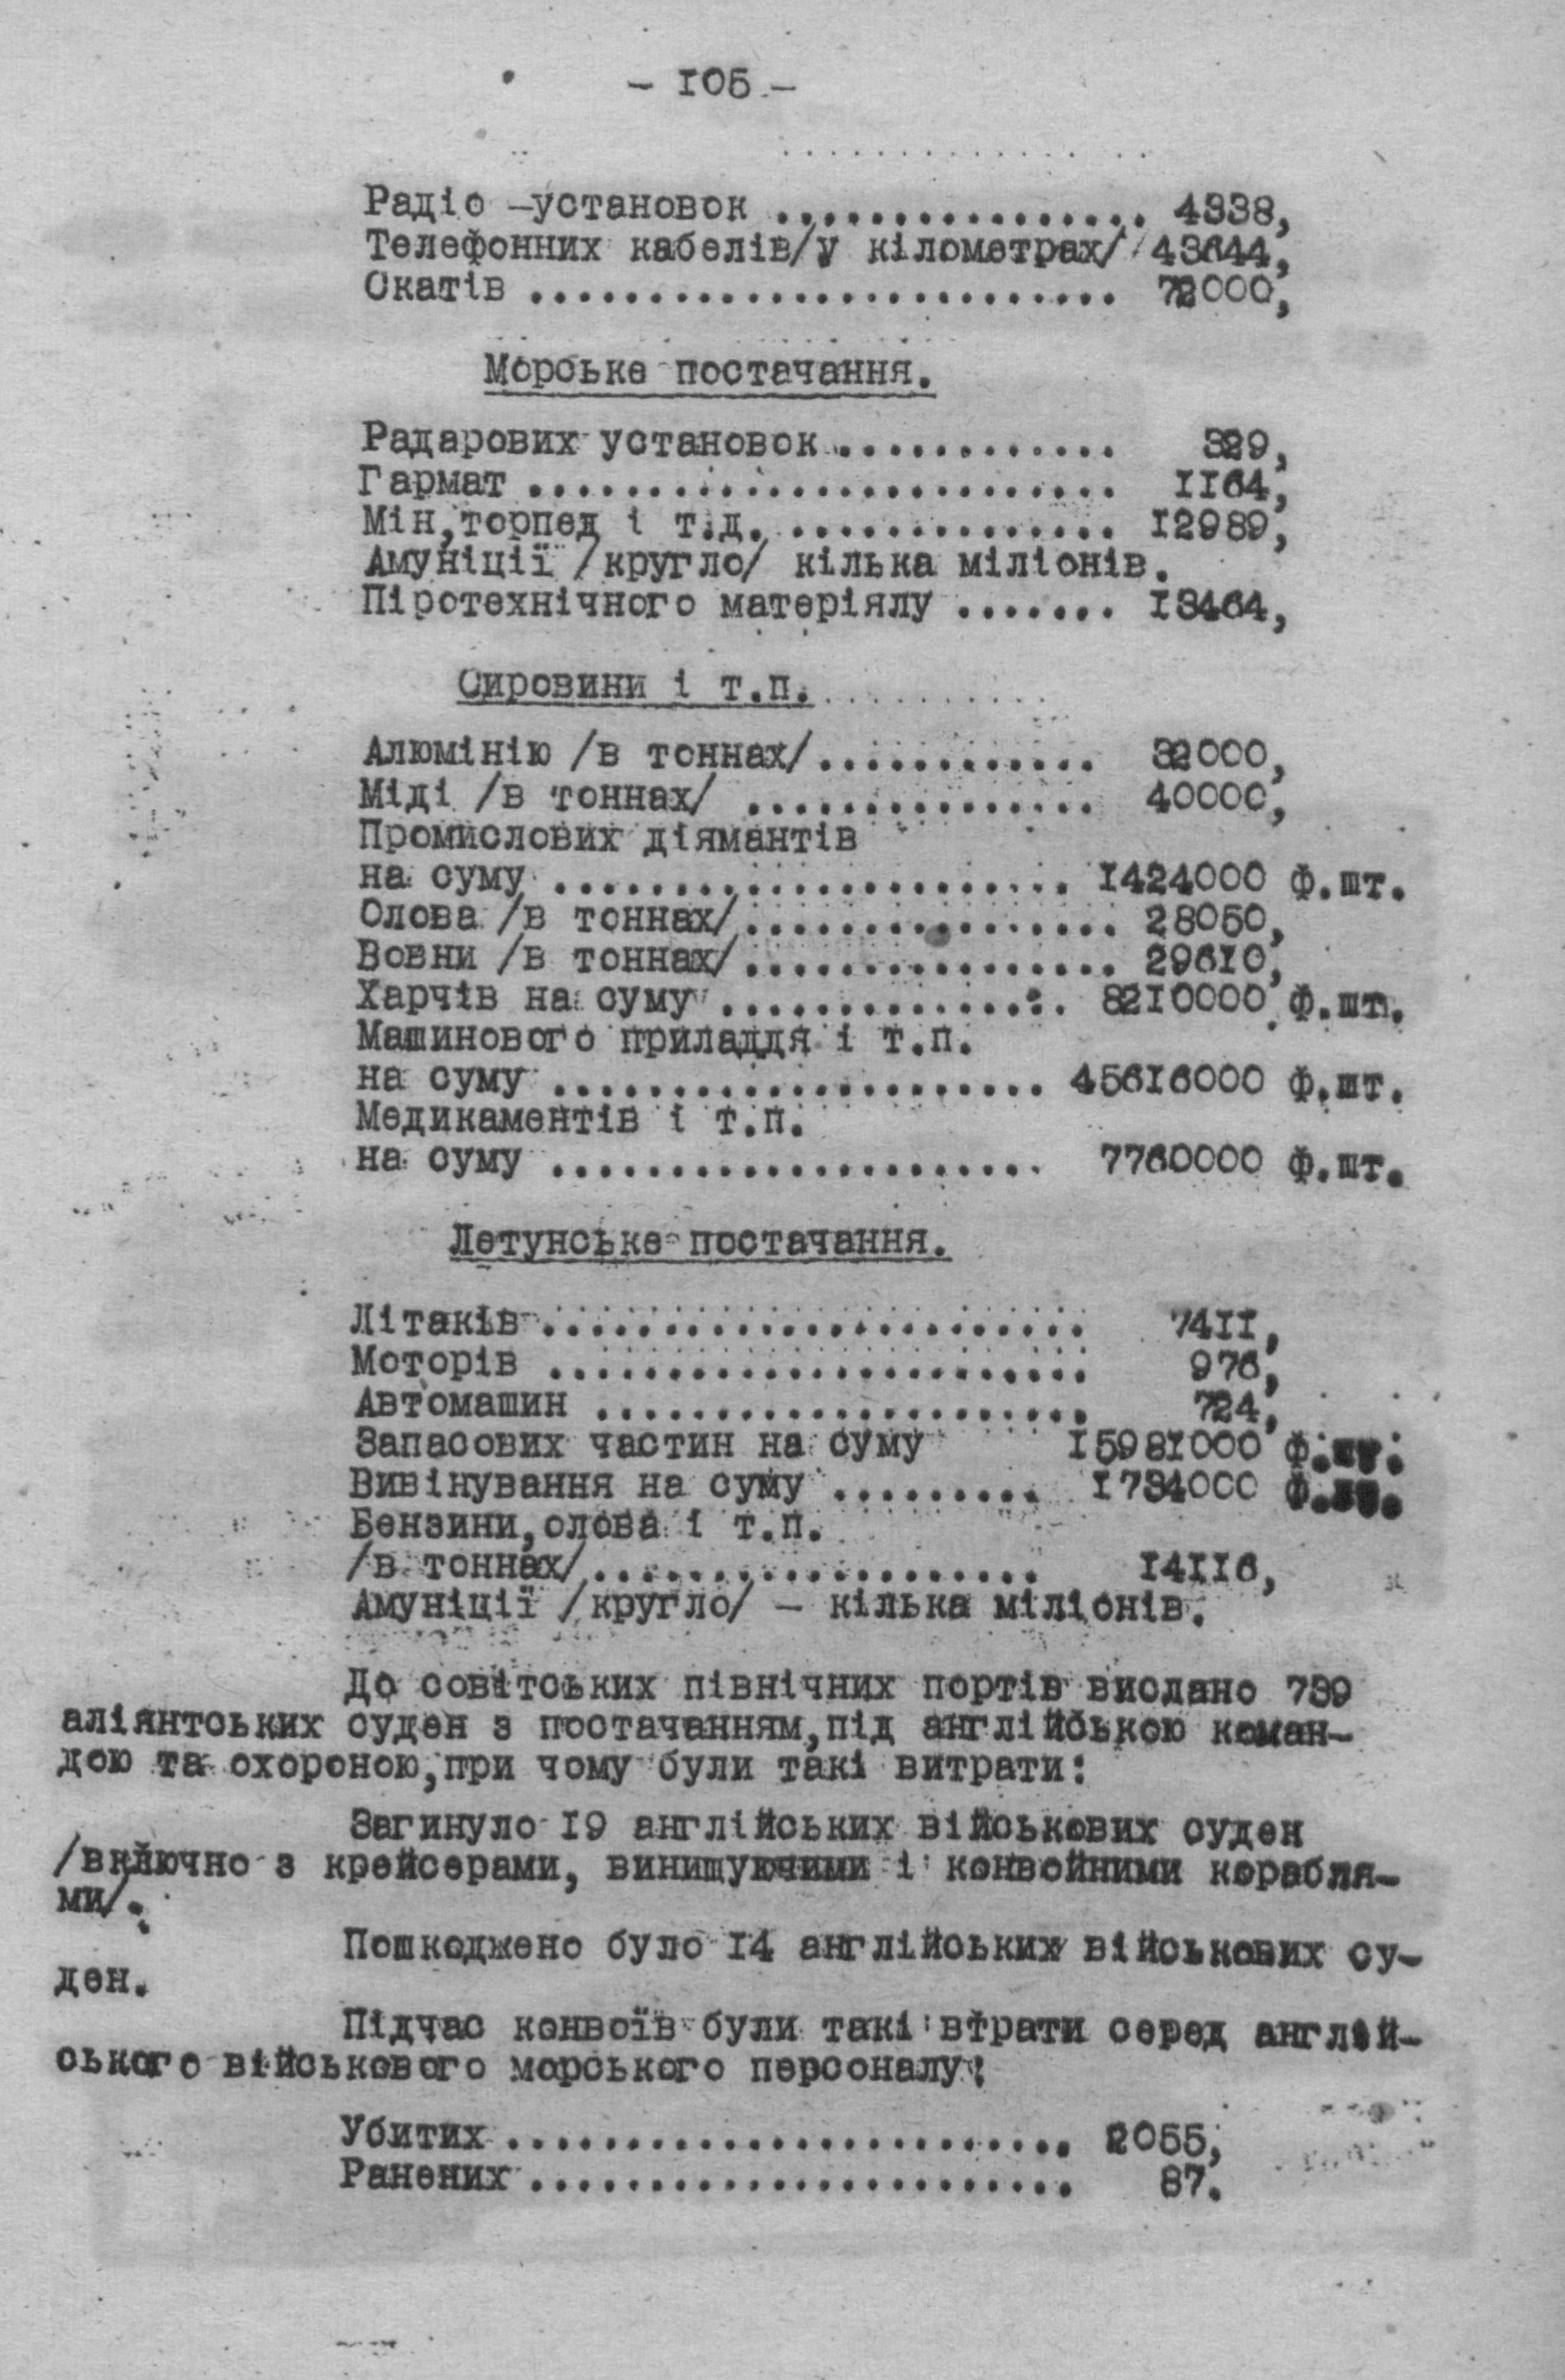 - 105 -
Радіо -установок ................ 4338,
Телефонних кабелів/у кілометрах/ 43644,
Скатів ......................... 72000,
Морське постачання.
Радарових установок............ 329,
Гармат ......................... 1164,
Мін,торпед і т.д. .............. 12989,
Амуніції /кругло/ кілька міліонів.
Піротехнічного матеріялу ....... 13464,
Сировини і т.п.
Алюмінію /в тоннах/............ 32000,
Міді /в тоннах/ ............... 40000,
Промислових діямантів
на суму ...................... 1424000 ф.шт.
Олова /в тоннах/................ 28050,
Вовни /в тоннах/................ 29610,
Харчів на суму ............... 8210000 ф.шт.
Машинового приладдя і т.п.
на суму ..................... 45616000 ф.шт.
Медикаментів і т.п.
на суму ..................... 7760000 ф.шт.
Летунське постачання.
Літаків ....................... 7411,
Моторів ....................... 976,
Автомашин ..................... 724,
Запасових частин на суму 15981000 ф.шт.
Вивінування на суму ......... 1734000 ф.шт.
Бензини,олова і т.п.
/в тоннах/................... 14116,
Амуніції /кругло/ - кілька міліонів.
До совітських північних портів вислано 739
аліянтських суден з постачанням,під англійською коман-
дою та охороною,при чому були такі витрати:
Загинуло 19 англійських військових суден
/включно з крейсерами, винищуючими і конвойними корабля-
ми/.
Пошкоджено було 14 англійських військових су-
ден.
Підчас конвоїв були такі втрати серед англій-
ського військового морського персоналу:
Убитих ........................ 2055,
Ранених ....................... 87.